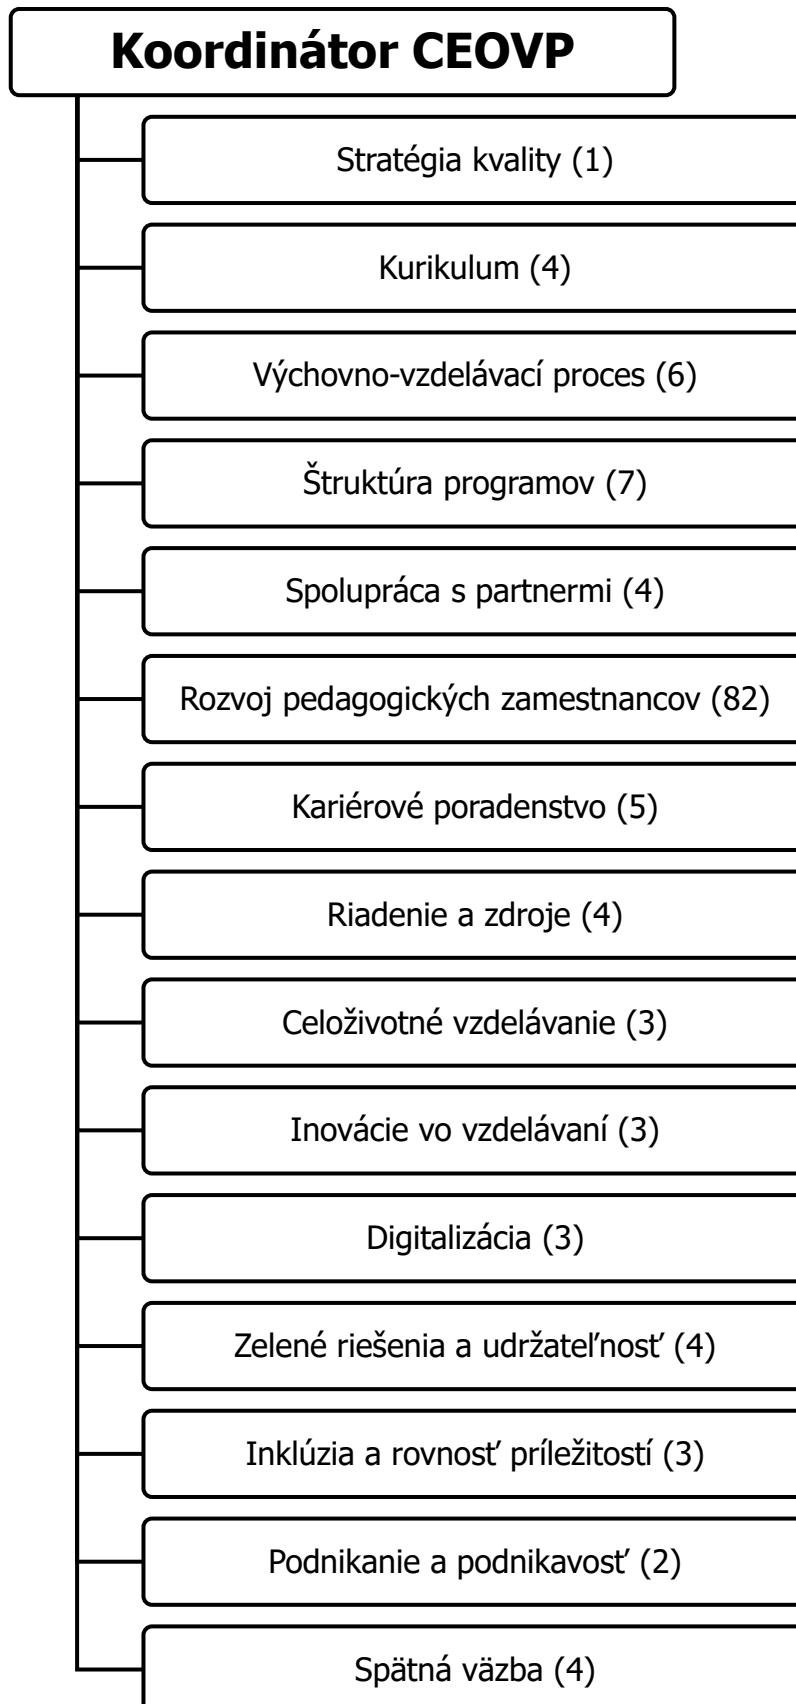 Koordinátor CEOVP
Stratégia kvality (1)
Kurikulum (4)
Výchovno-vzdelávací proces (6)
Štruktúra programov (7)
Spolupráca s partnermi (4)
Rozvoj pedagogických zamestnancov (82)
Kariérové poradenstvo (5)
Riadenie a zdroje (4)
Celoživotné vzdelávanie (3)
Inovácie vo vzdelávaní (3)
Digitalizácia (3)
Zelené riešenia a udržateľnosť (4)
Inklúzia a rovnosť príležitostí (3)
Podnikanie a podnikavosť (2)
Spätná väzba (4)